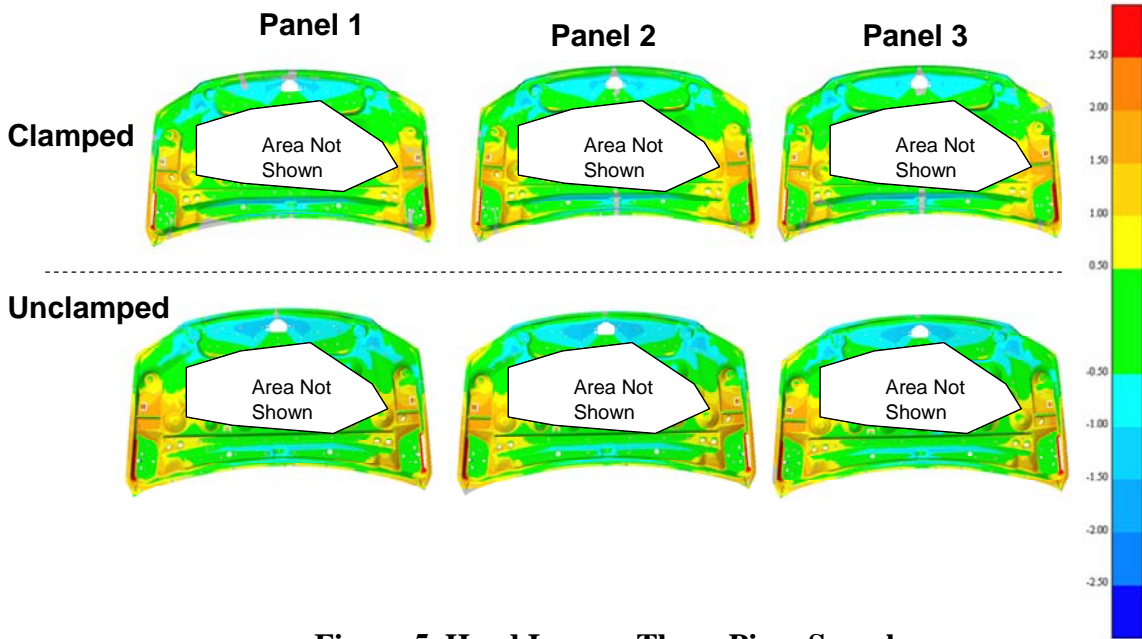 Panel 1
Panel 2
Panel 3
Clamped
Area Not
Shown
Area Not
Shown
Area Not
Shown
Unclamped
Area Not
Shown
Area Not
Shown
Area Not
Shown
2.50
2.00
1.50
1.00
0.50
-0.50
-1.00
-1.50
-2.00
-2.50